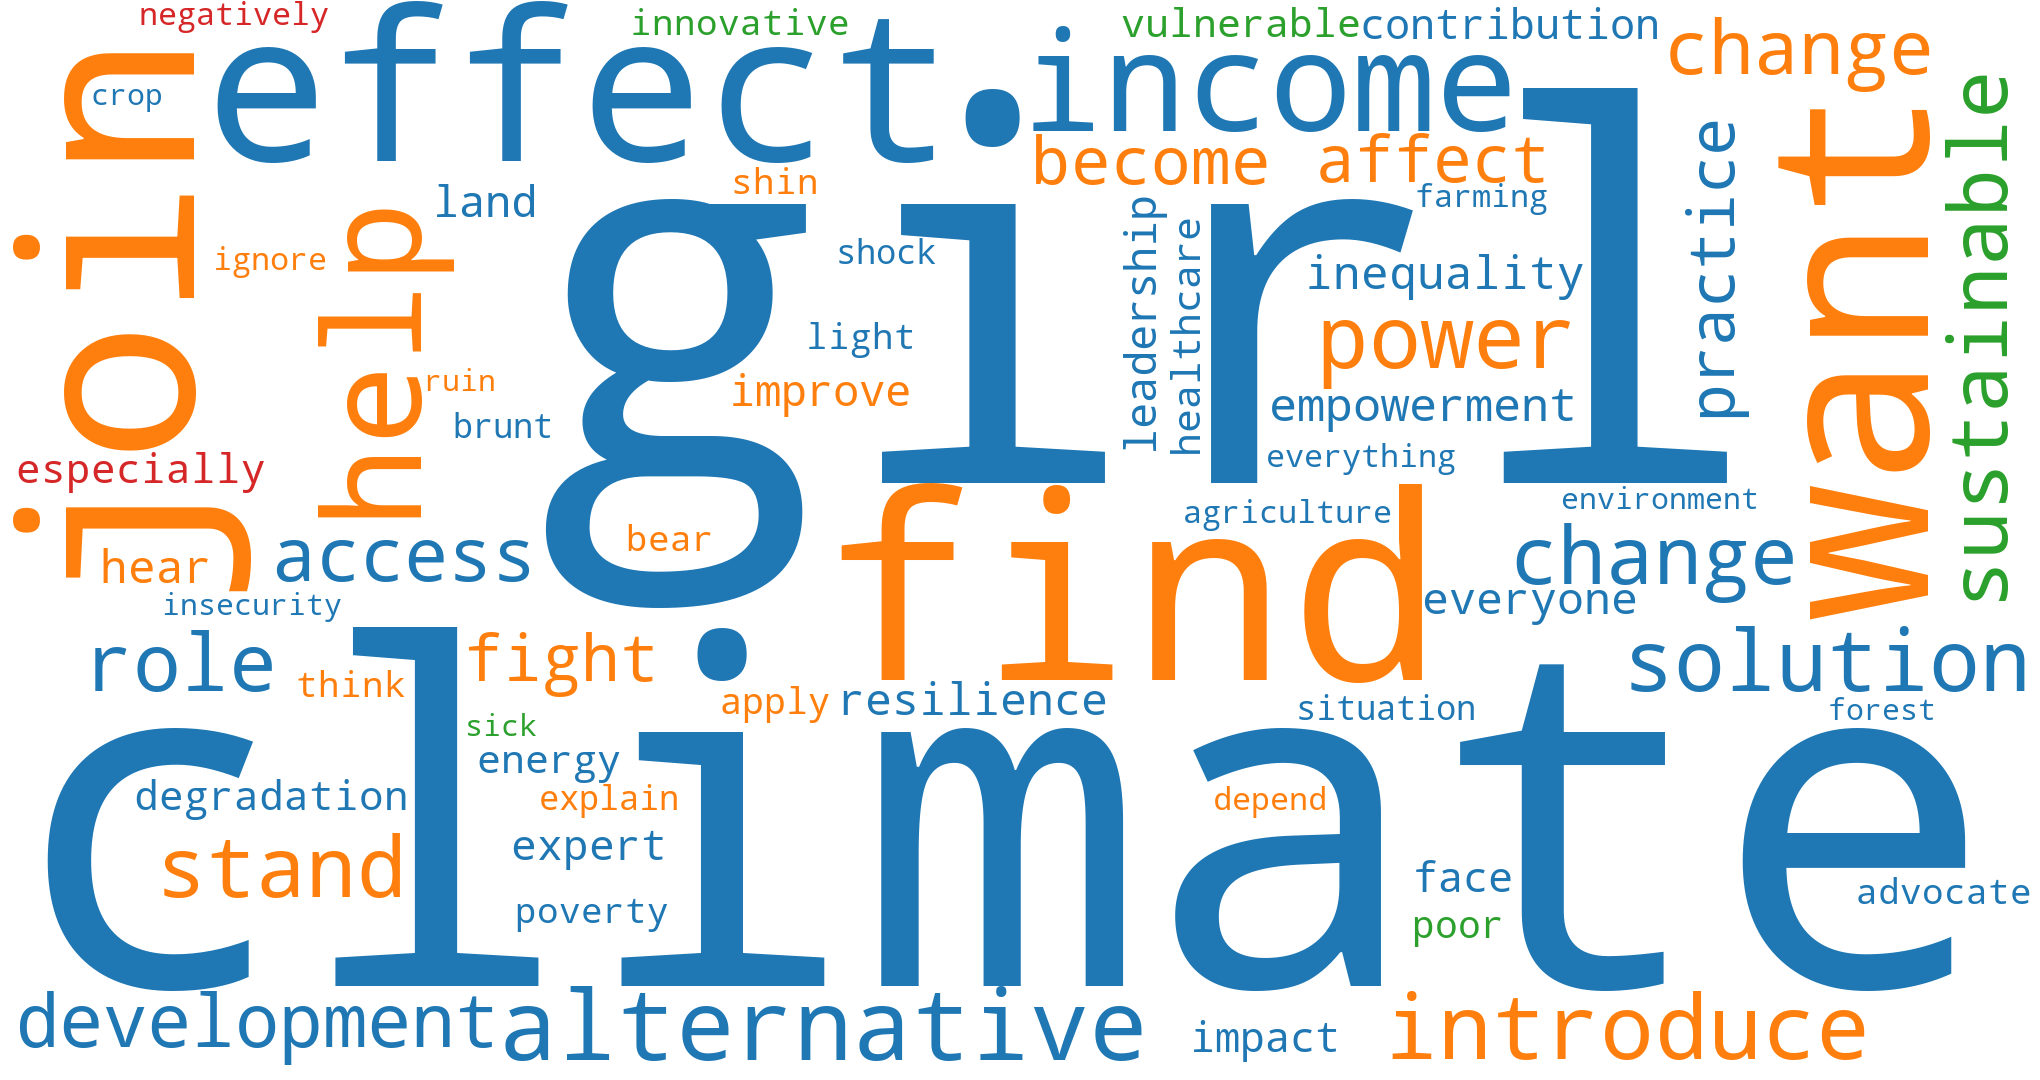 negatively
innovative
vulnerable
contribution
change
join
crop
effect
income
become
affect
want
sustainable
practice
land
shin
farming
help
ignore
shock
girl
leadership
healthcare
inequality
light
power
ruin
improve
brunt
empowerment
especially
everything
find
agriculture
environment
hear
access
bear
change
insecurity
everyone
role
think
fight
solution
apply
resilience
situation
forest
sick
climate
energy
degradation
explain
depend
stand
expert
face
advocate
poverty
poor
development
alternative
impact
introduce